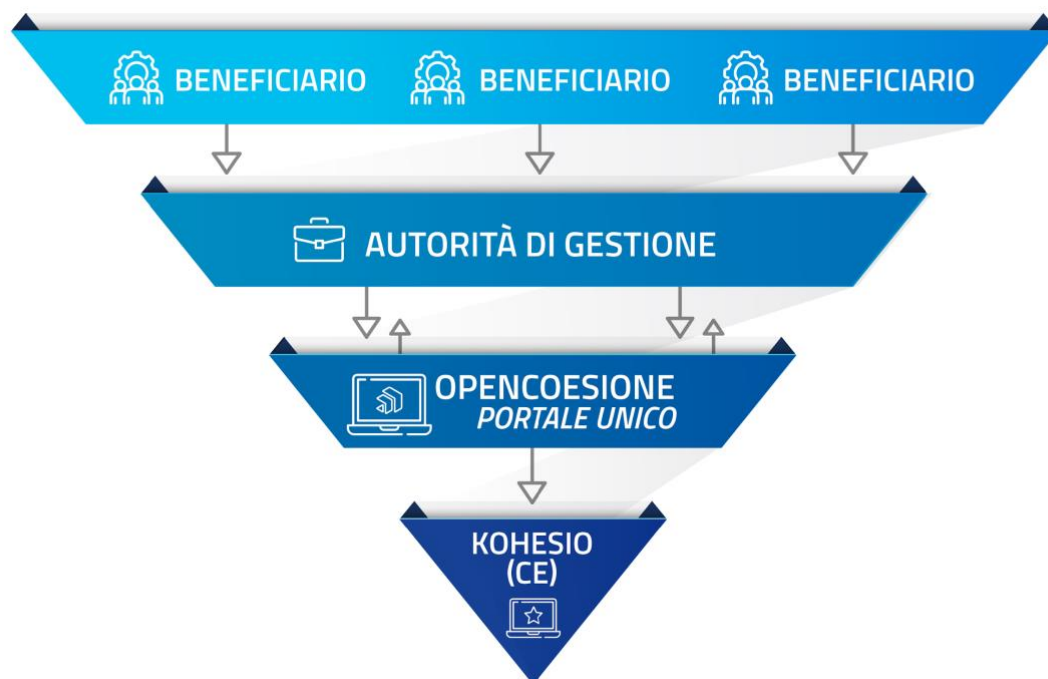 BENEFICIARIO BENEFICIARIO BENEFICIARIO
AUTORITÀ DI GESTIONE
OPENCOESIONE
PORTALE UNICO
KOHESIO
(CE)